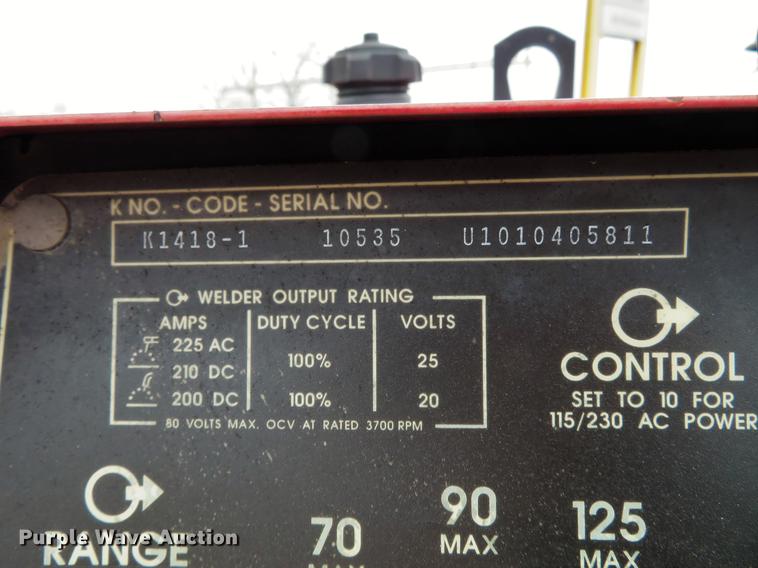 K NO. - CODE - SERIAL NO.
K1418-1 10535 U1010405811
WELDER OUTPUT RATING
AMPS DUTY CYCLE VOLTS
225 AC
210 DC 100% 25
200 DC 100% 20
80 VOLTS MAX. OCV AT RATED 3700 RPM
CONTROL
SET TO 10 FOR
115/230 AC POWER
RANGE
70 MAX
90 MAX
125 MAX
Purple Wave Auction